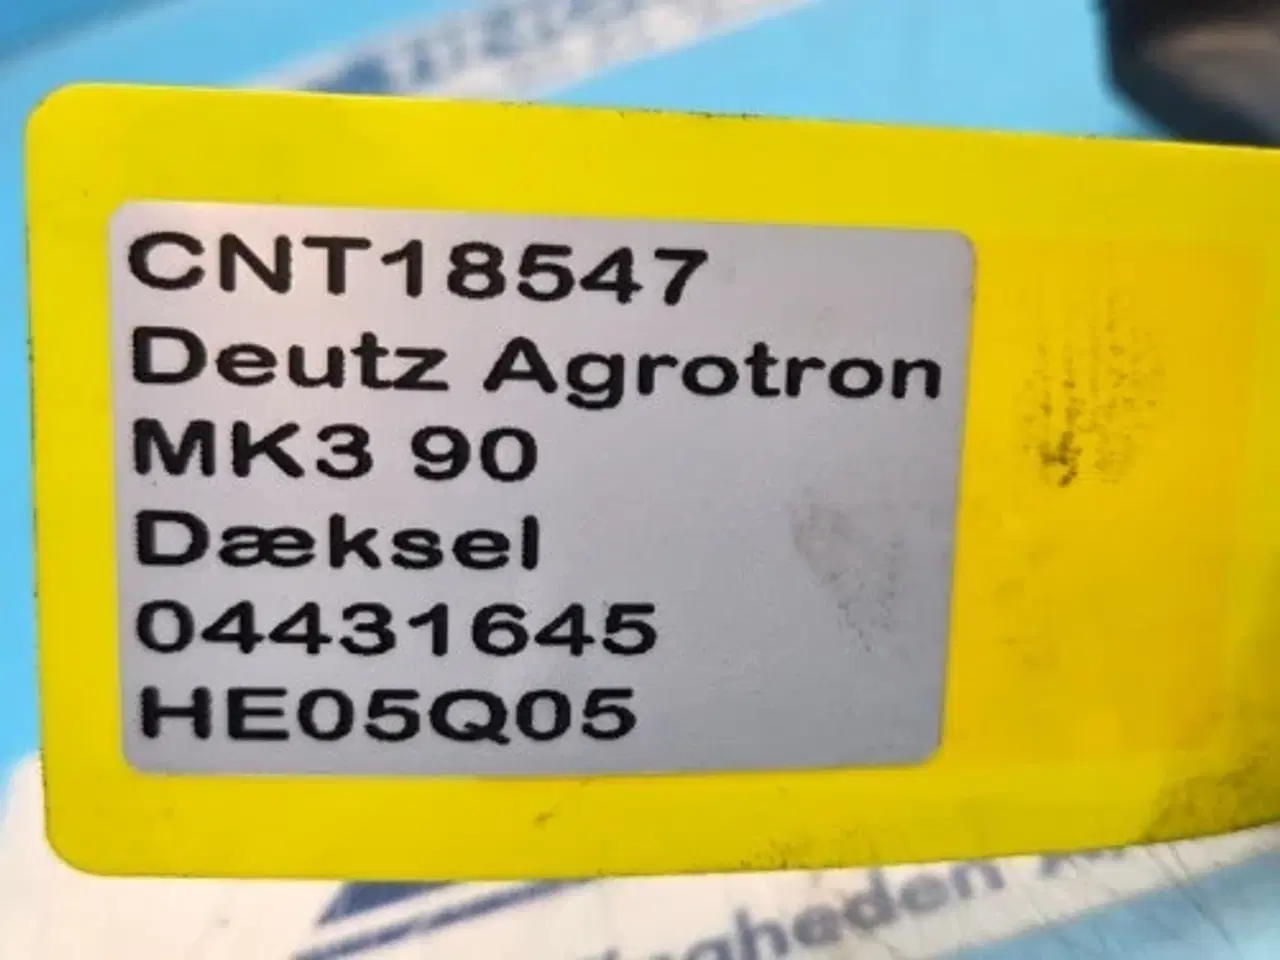 CNT18547
Deutz Agrotron
MK3 90
Dæksel
04431645
HE05Q05